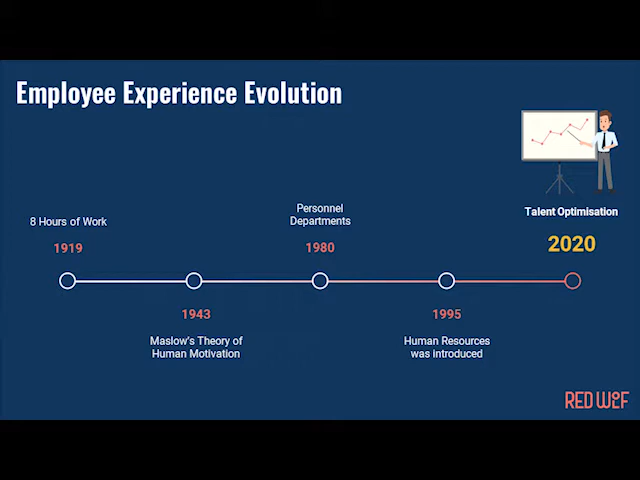 Employee Experience Evolution
8 Hours of Work
1919
1943
Maslow's Theory of
Human Motivation
Personnel
Departments
1980
1995
Human Resources
was introduced
Talent Optimisation
2020
RED WOLF